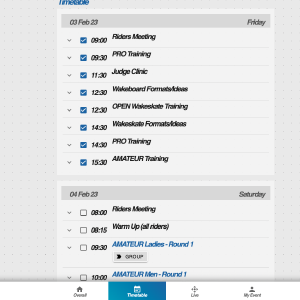 Timetable
03 Feb 23 Friday
09:00 Riders Meeting
09:30 PRO Training
11:30 Judge Clinic
12:30 Wakeboard Formats/Ideas
12:30 OPEN Wakeskate Training
14:30 Wakeskate Formats/Ideas
14:30 PRO Training
15:30 AMATEUR Training
04 Feb 23 Saturday
08:00 Riders Meeting
08:15 Warm Up (all riders)
09:30 AMATEUR Ladies - Round 1
GROUP
10:00 AMATEUR Men - Round 1
Overall Timetable Live My Event